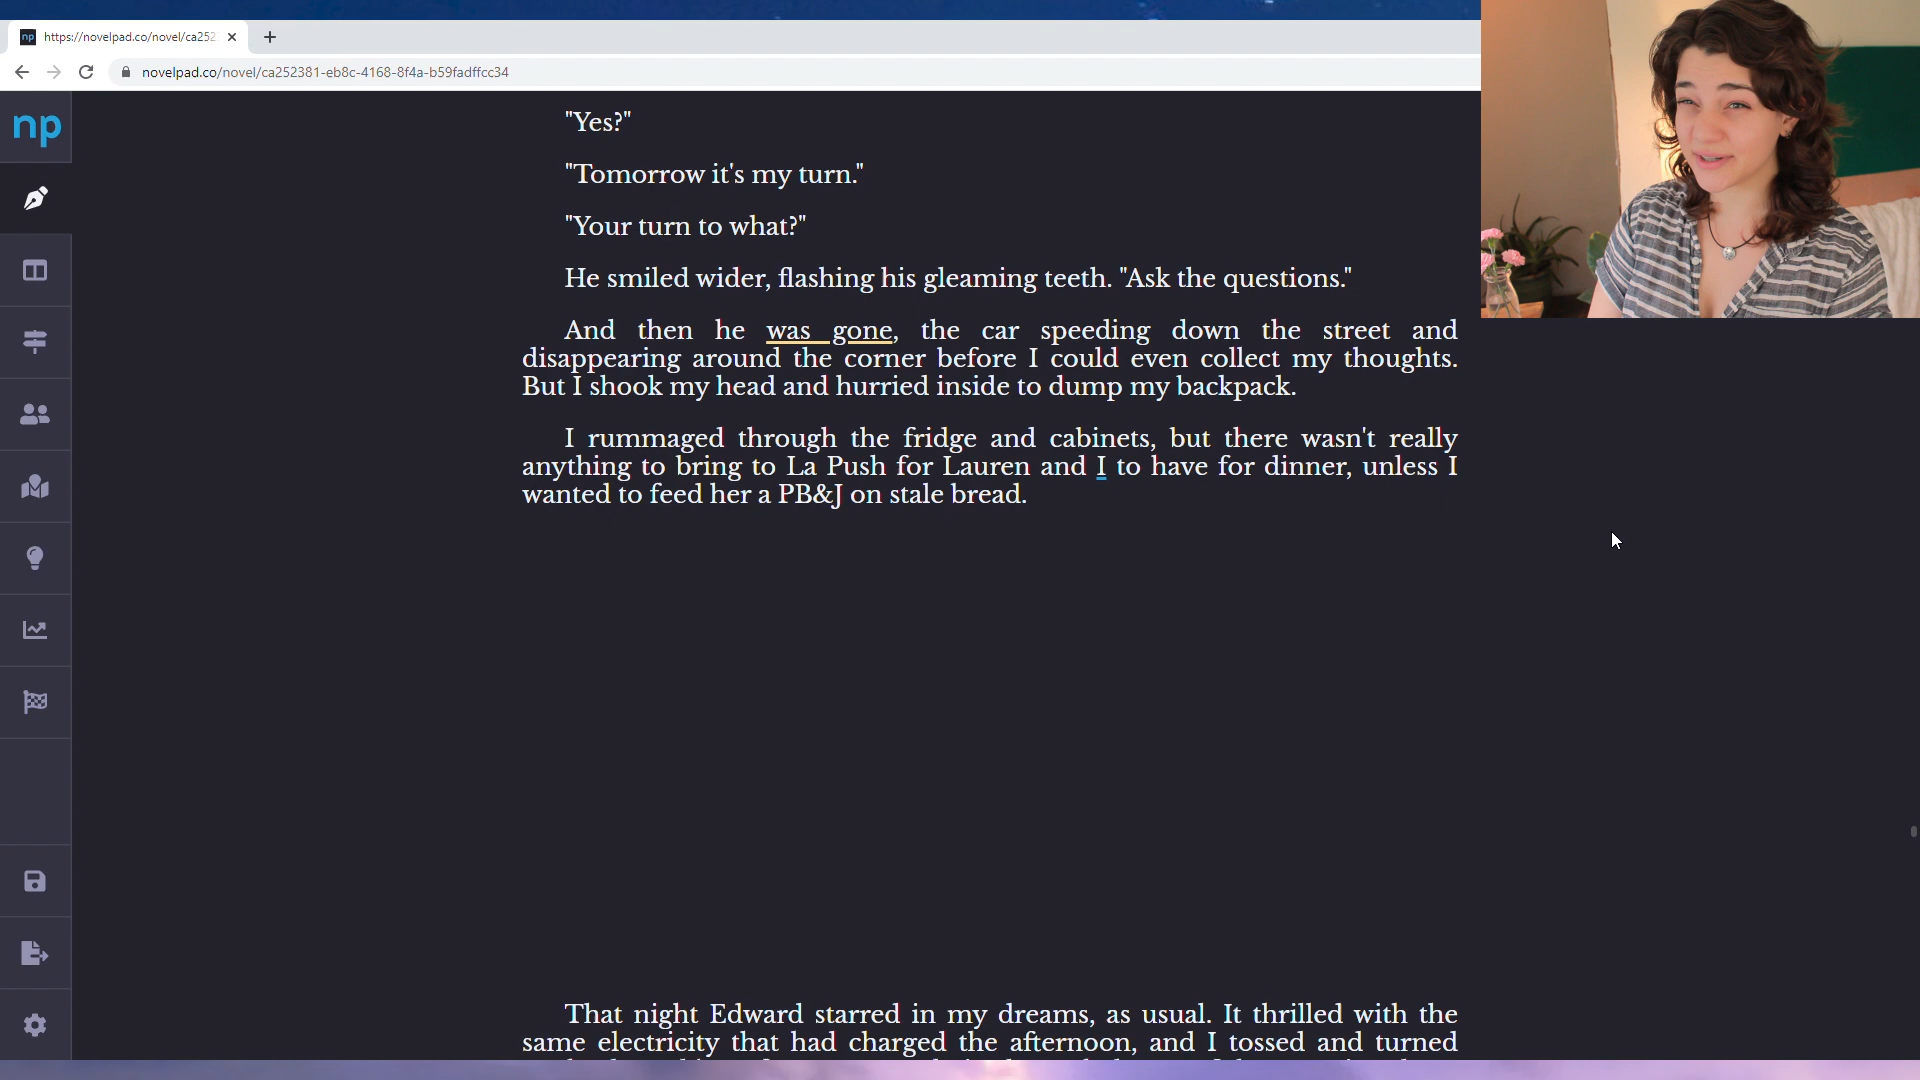 np https://novelpad.co/novel/ca252
novelpad.co/novel/ca252381-eb8c-4168-8f4a-b59fadffcc34
np
"Yes?"
"Tomorrow it's my turn."
"Your turn to what?"
He smiled wider, flashing his gleaming teeth. "Ask the questions."
And then he was gone, the car speeding down the street and
disappearing around the corner before I could even collect my thoughts.
But I shook my head and hurried inside to dump my backpack.
I rummaged through the fridge and cabinets, but there wasn't really
anything to bring to La Push for Lauren and I to have for dinner, unless I
wanted to feed her a PB&J on stale bread.
That night Edward starred in my dreams, as usual. It thrilled with the
same electricity that had charged the afternoon, and I tossed and turned